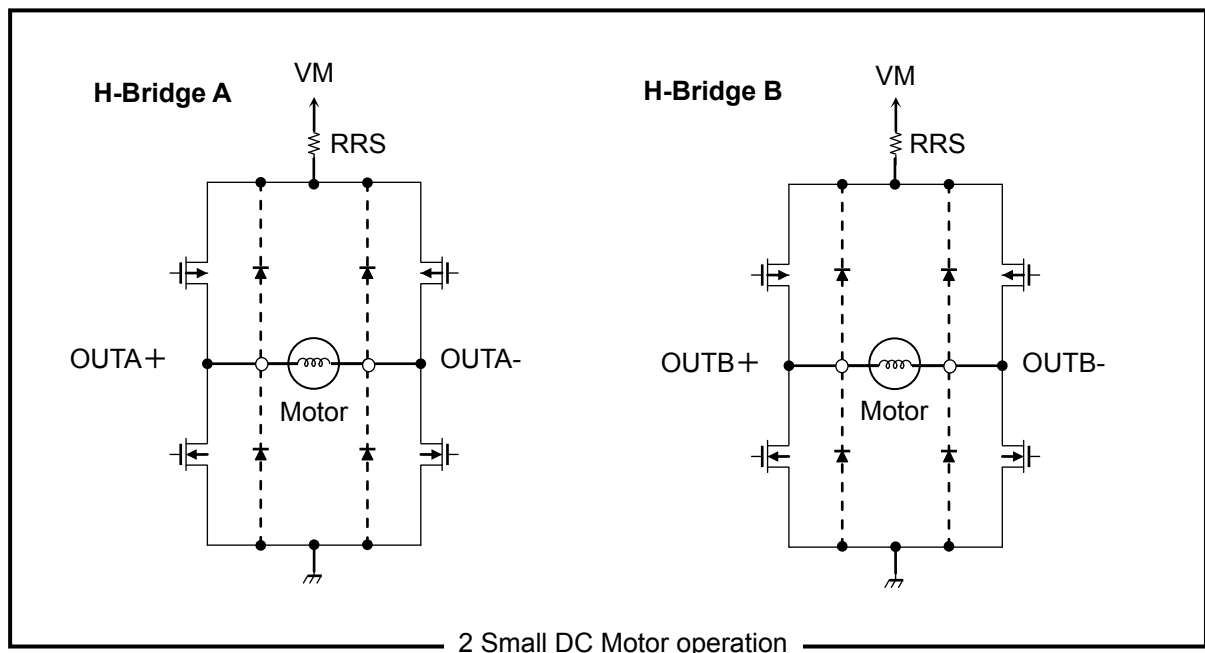 H-Bridge A
VM
RRS
OUTA+
OUTA-
Motor
H-Bridge B
VM
RRS
OUTB+
OUTB-
Motor
2 Small DC Motor operation